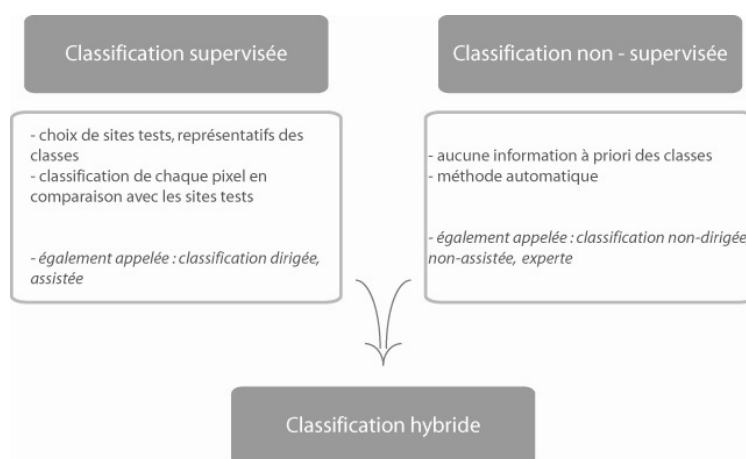 Classification supervisée
- choix de sites tests, représentatifs des
classes
- classification de chaque pixel en
comparaison avec les sites tests
- également appelée : classification dirigée,
assistée
Classification non - supervisée
- aucune information à priori des classes
- méthode automatique
- également appelée : classification non-dirigée,
non-assistée, experte
Classification hybride